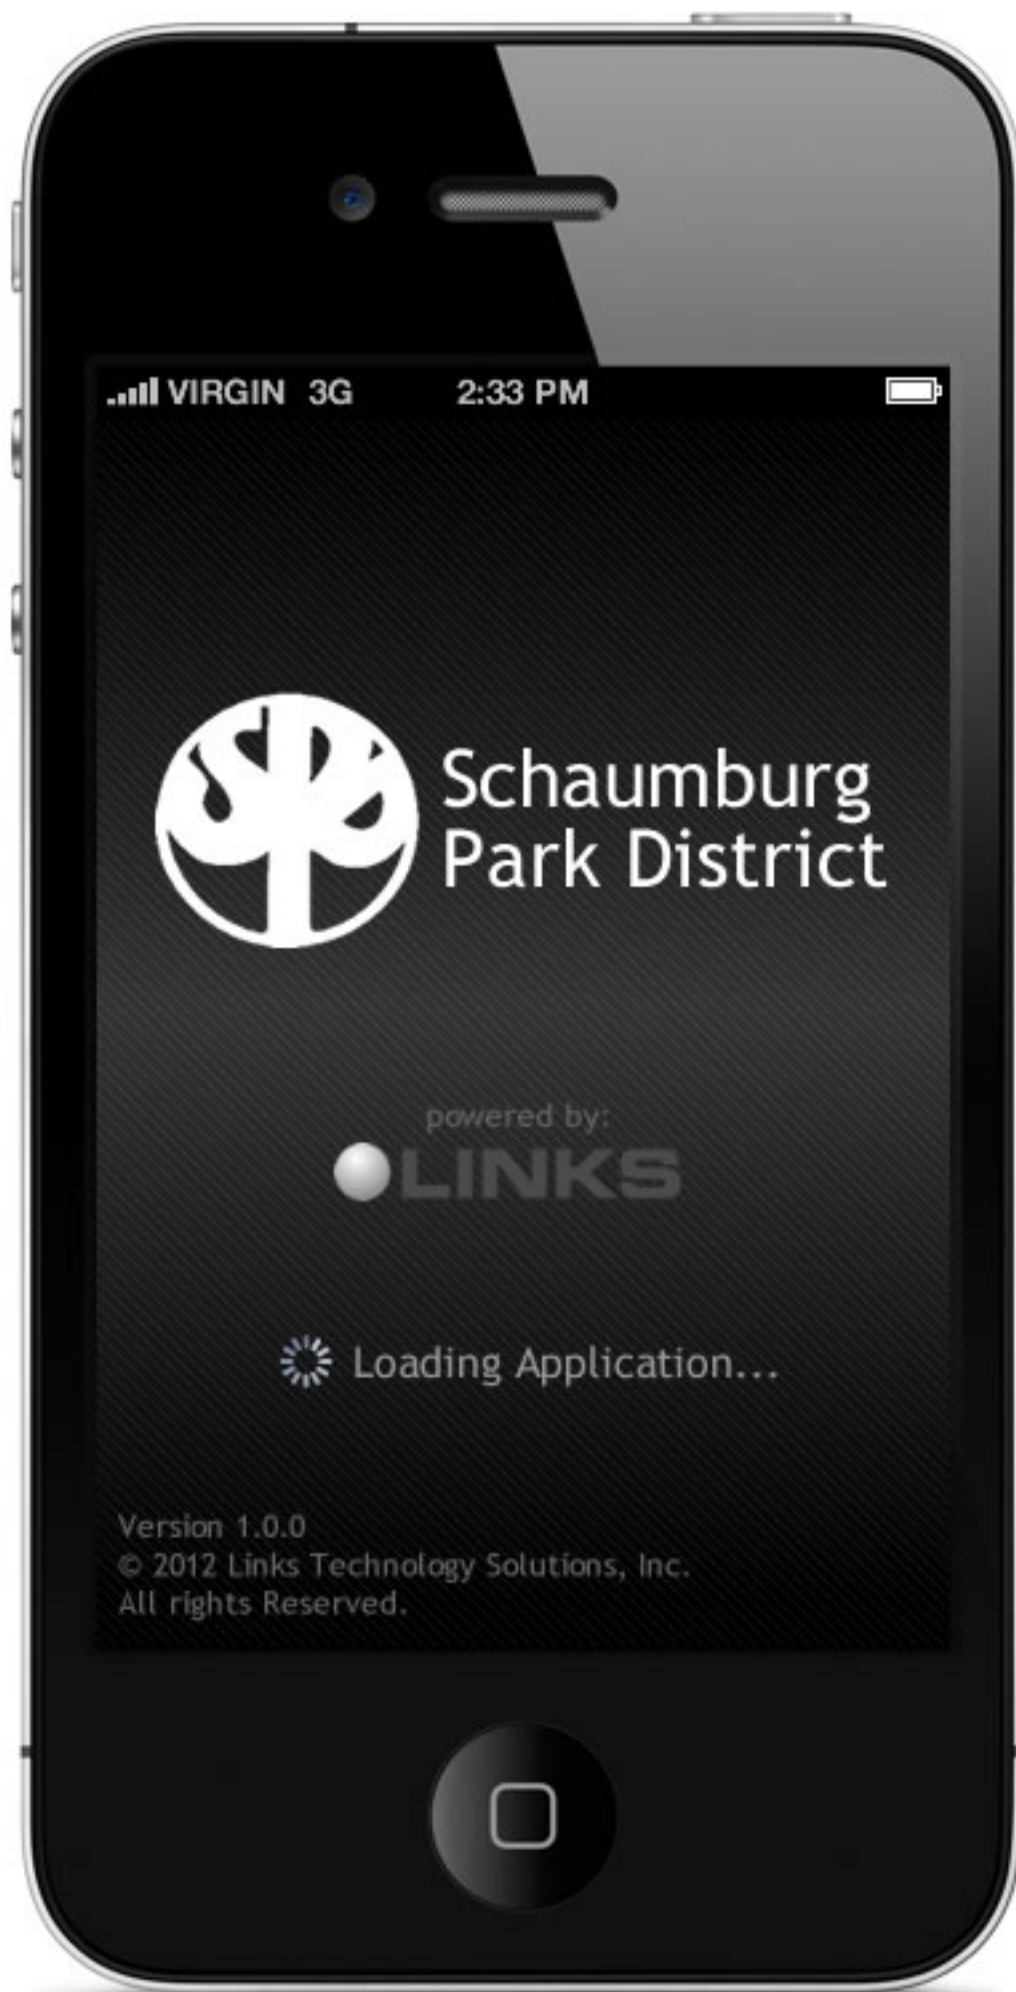 VIRGIN 3G 2:33 PM
Schaumburg
Park District
powered by:
LINKS
Loading Application...
Version 1.0.0
© 2012 Links Technology Solutions, Inc.
All rights Reserved.